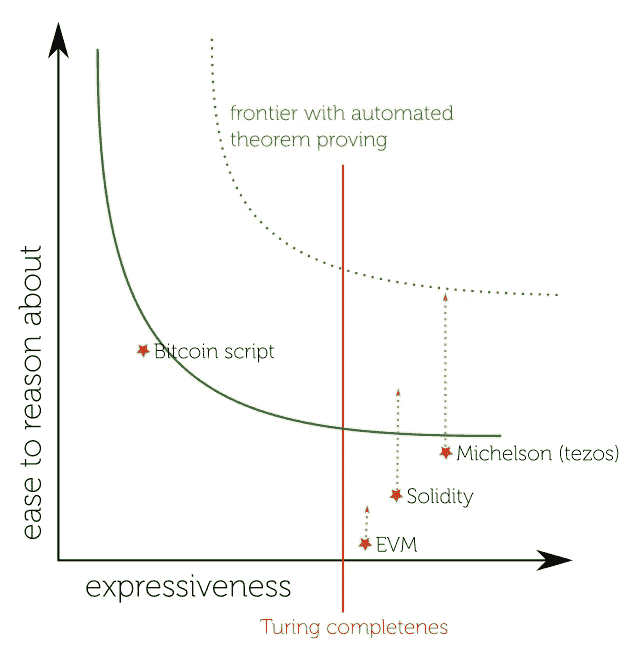 frontier with automated
theorem proving
ease to reason about
Bitcoin script
Michelson (tezos)
Solidity
EVM
expressiveness
Turing completenes